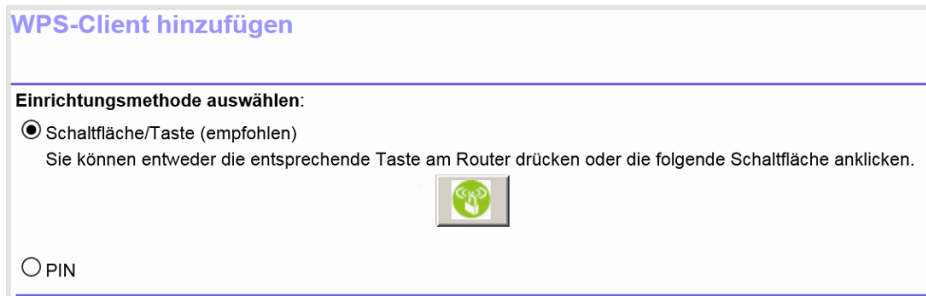 WPS-Client hinzufügen
Einrichtungsmethode auswählen:
Schaltfläche/Taste (empfohlen)
Sie können entweder die entsprechende Taste am Router drücken oder die folgende Schaltfläche anklicken.
PIN